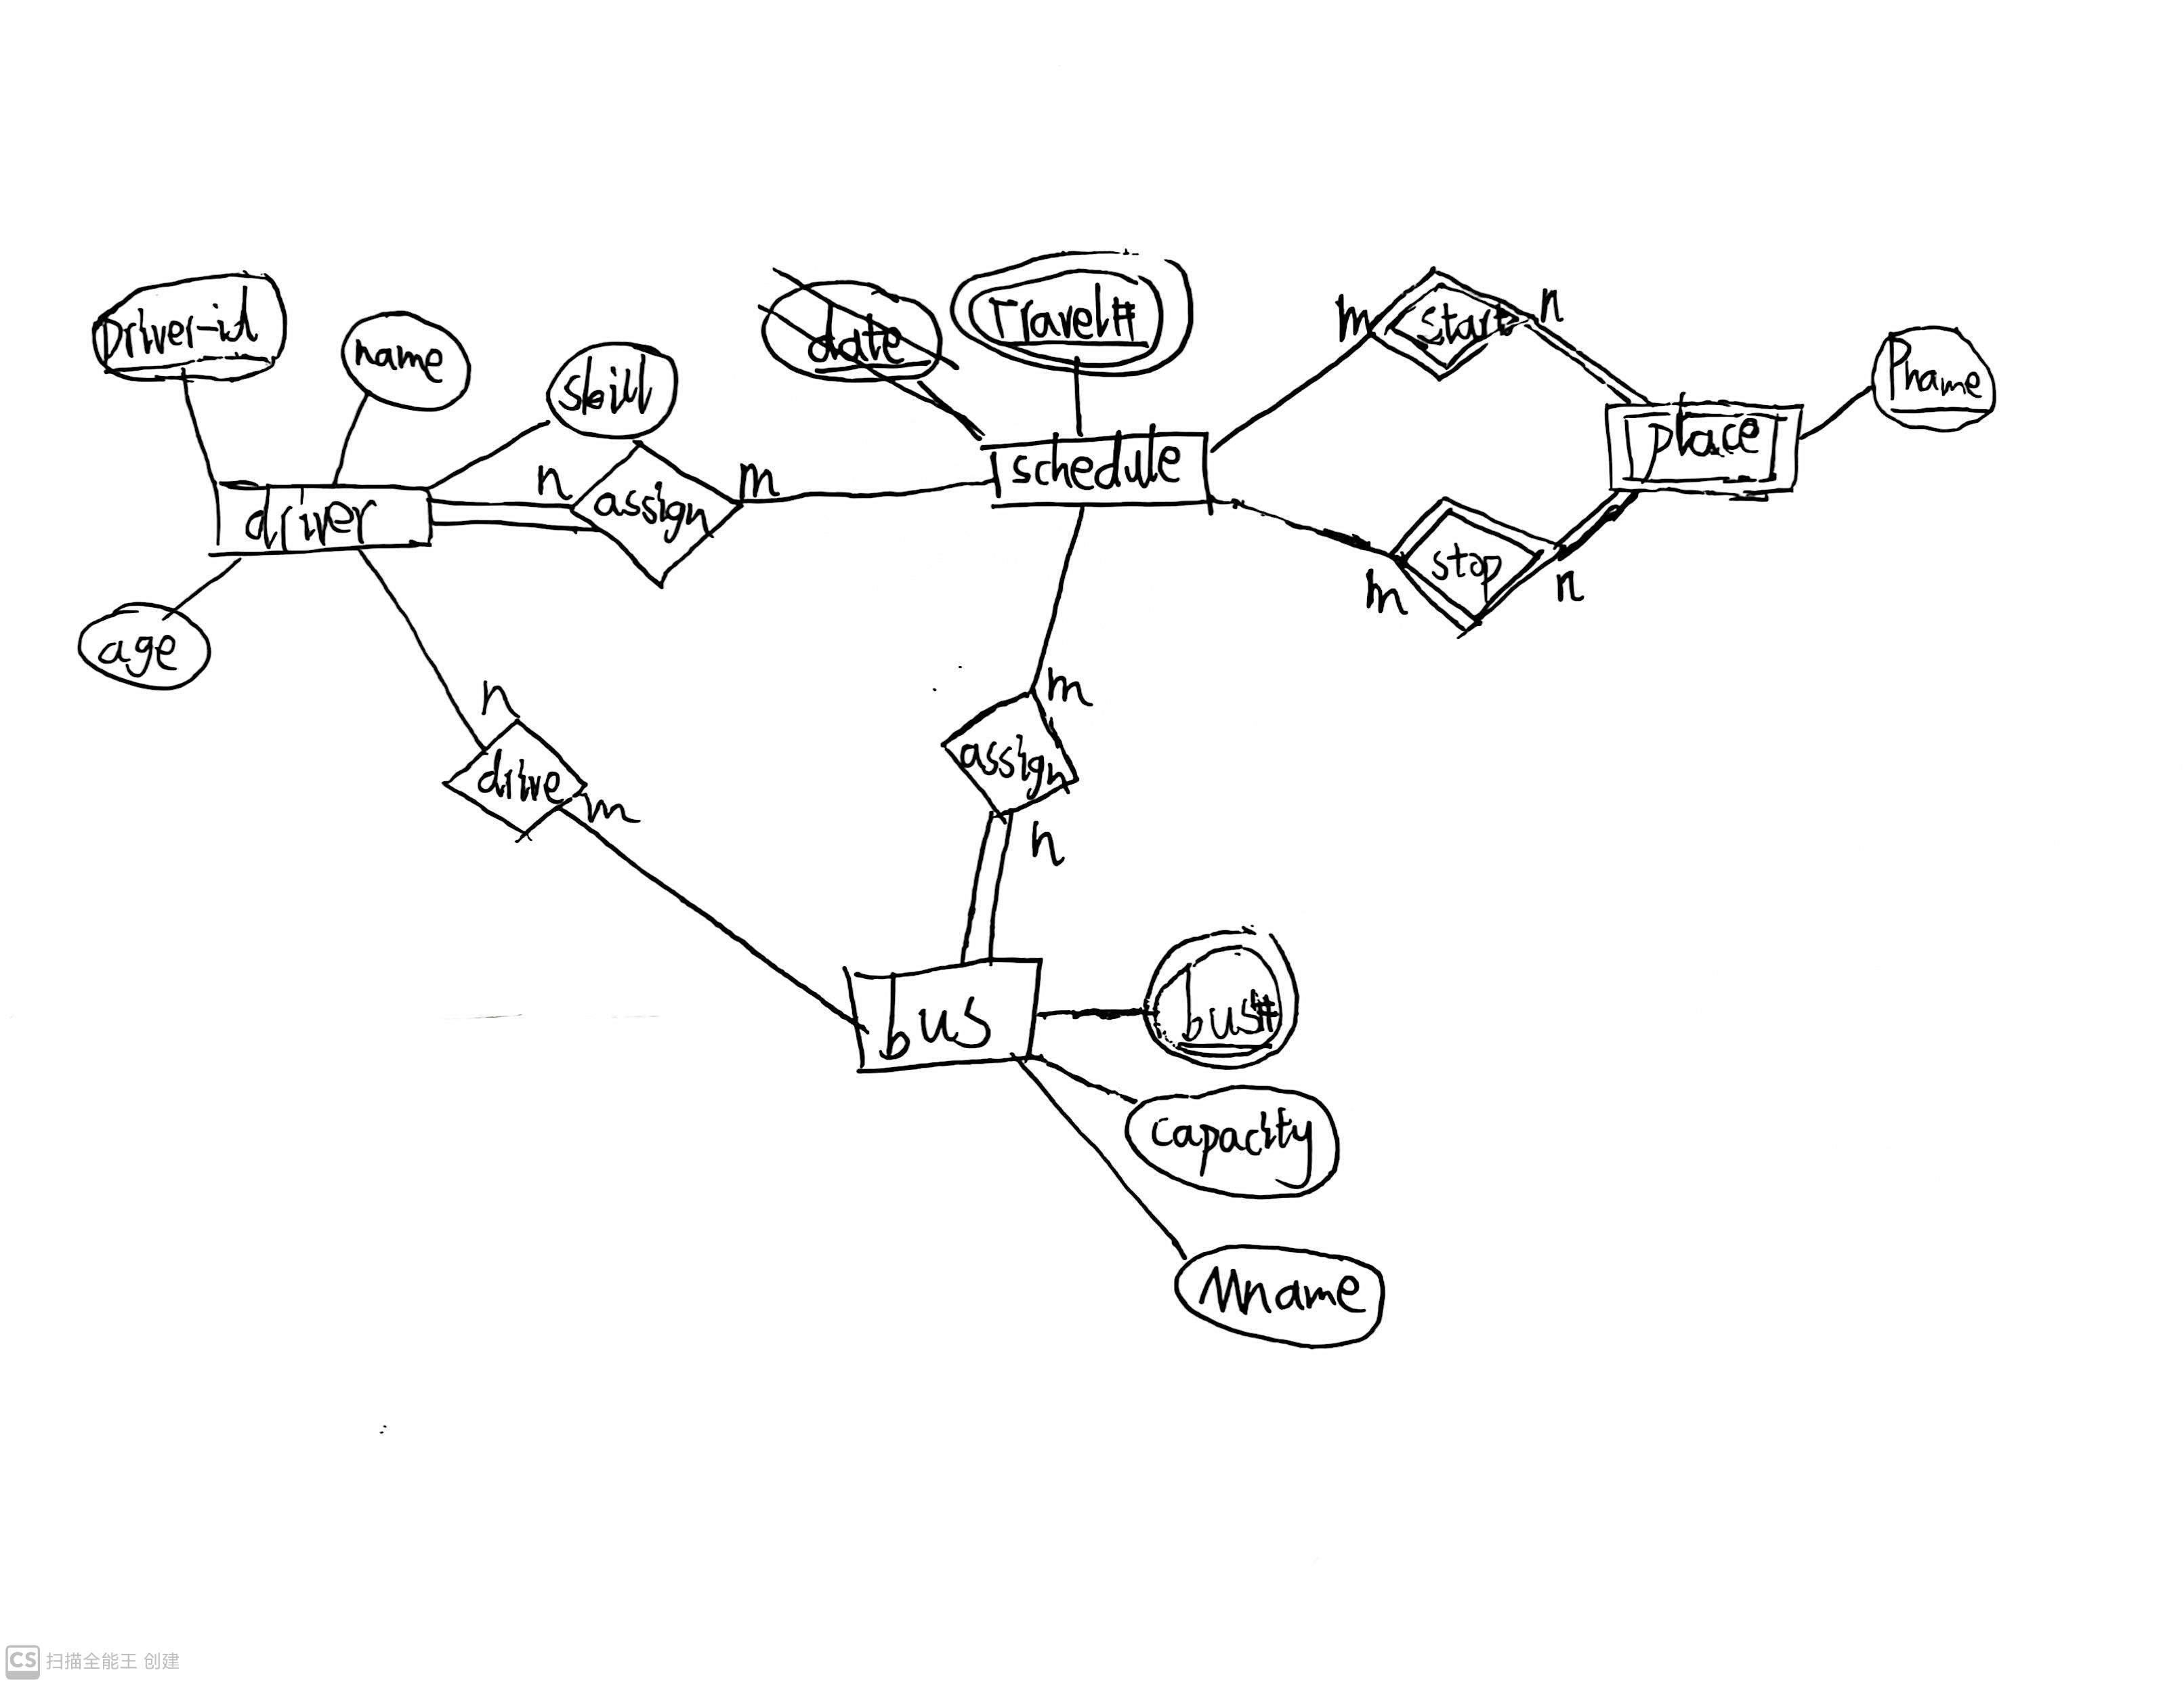 Driver-id
name
skill
date
Travel#
m
start
n
Pname
driver
n
assign
m
schedule
place
age
stop
m
n
n
drive
m
m
assign
n
bus
bus#
capacity
Mname
CS 扫描全能王 创建